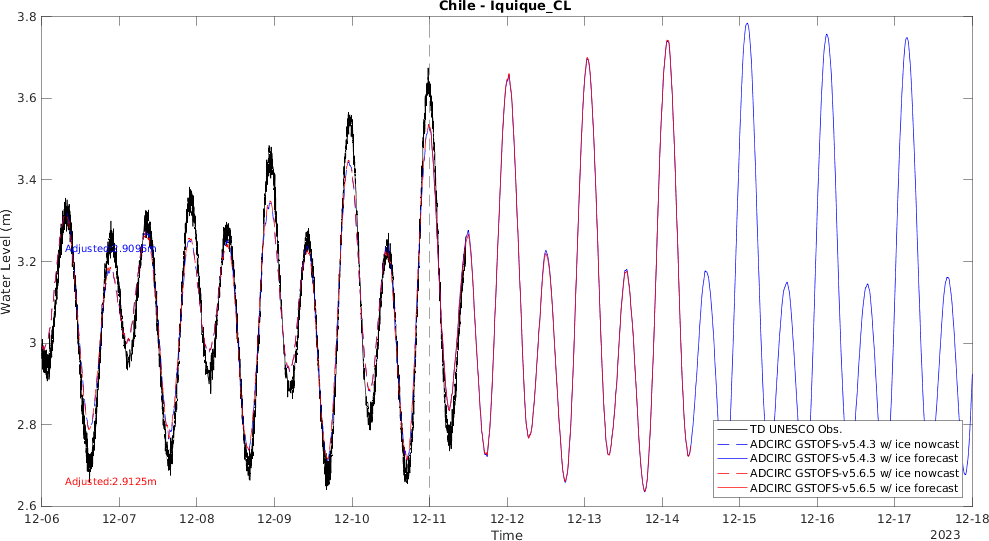 Chile - Iquique_CL
3.8
3.6
3.4
3.2
3
2.8
2.6
Water Level (m)
Adjusted:2.9095m
Adjusted:2.9125m
TD UNESCO Obs.
ADCIRC GSTOFS-v5.4.3 w/ ice nowcast
ADCIRC GSTOFS-v5.4.3 w/ ice forecast
ADCIRC GSTOFS-v5.6.5 w/ ice nowcast
ADCIRC GSTOFS-v5.6.5 w/ ice forecast
12-06 12-07 12-08 12-09 12-10 12-11 12-12 12-13 12-14 12-15 12-16 12-17 12-18
Time
2023